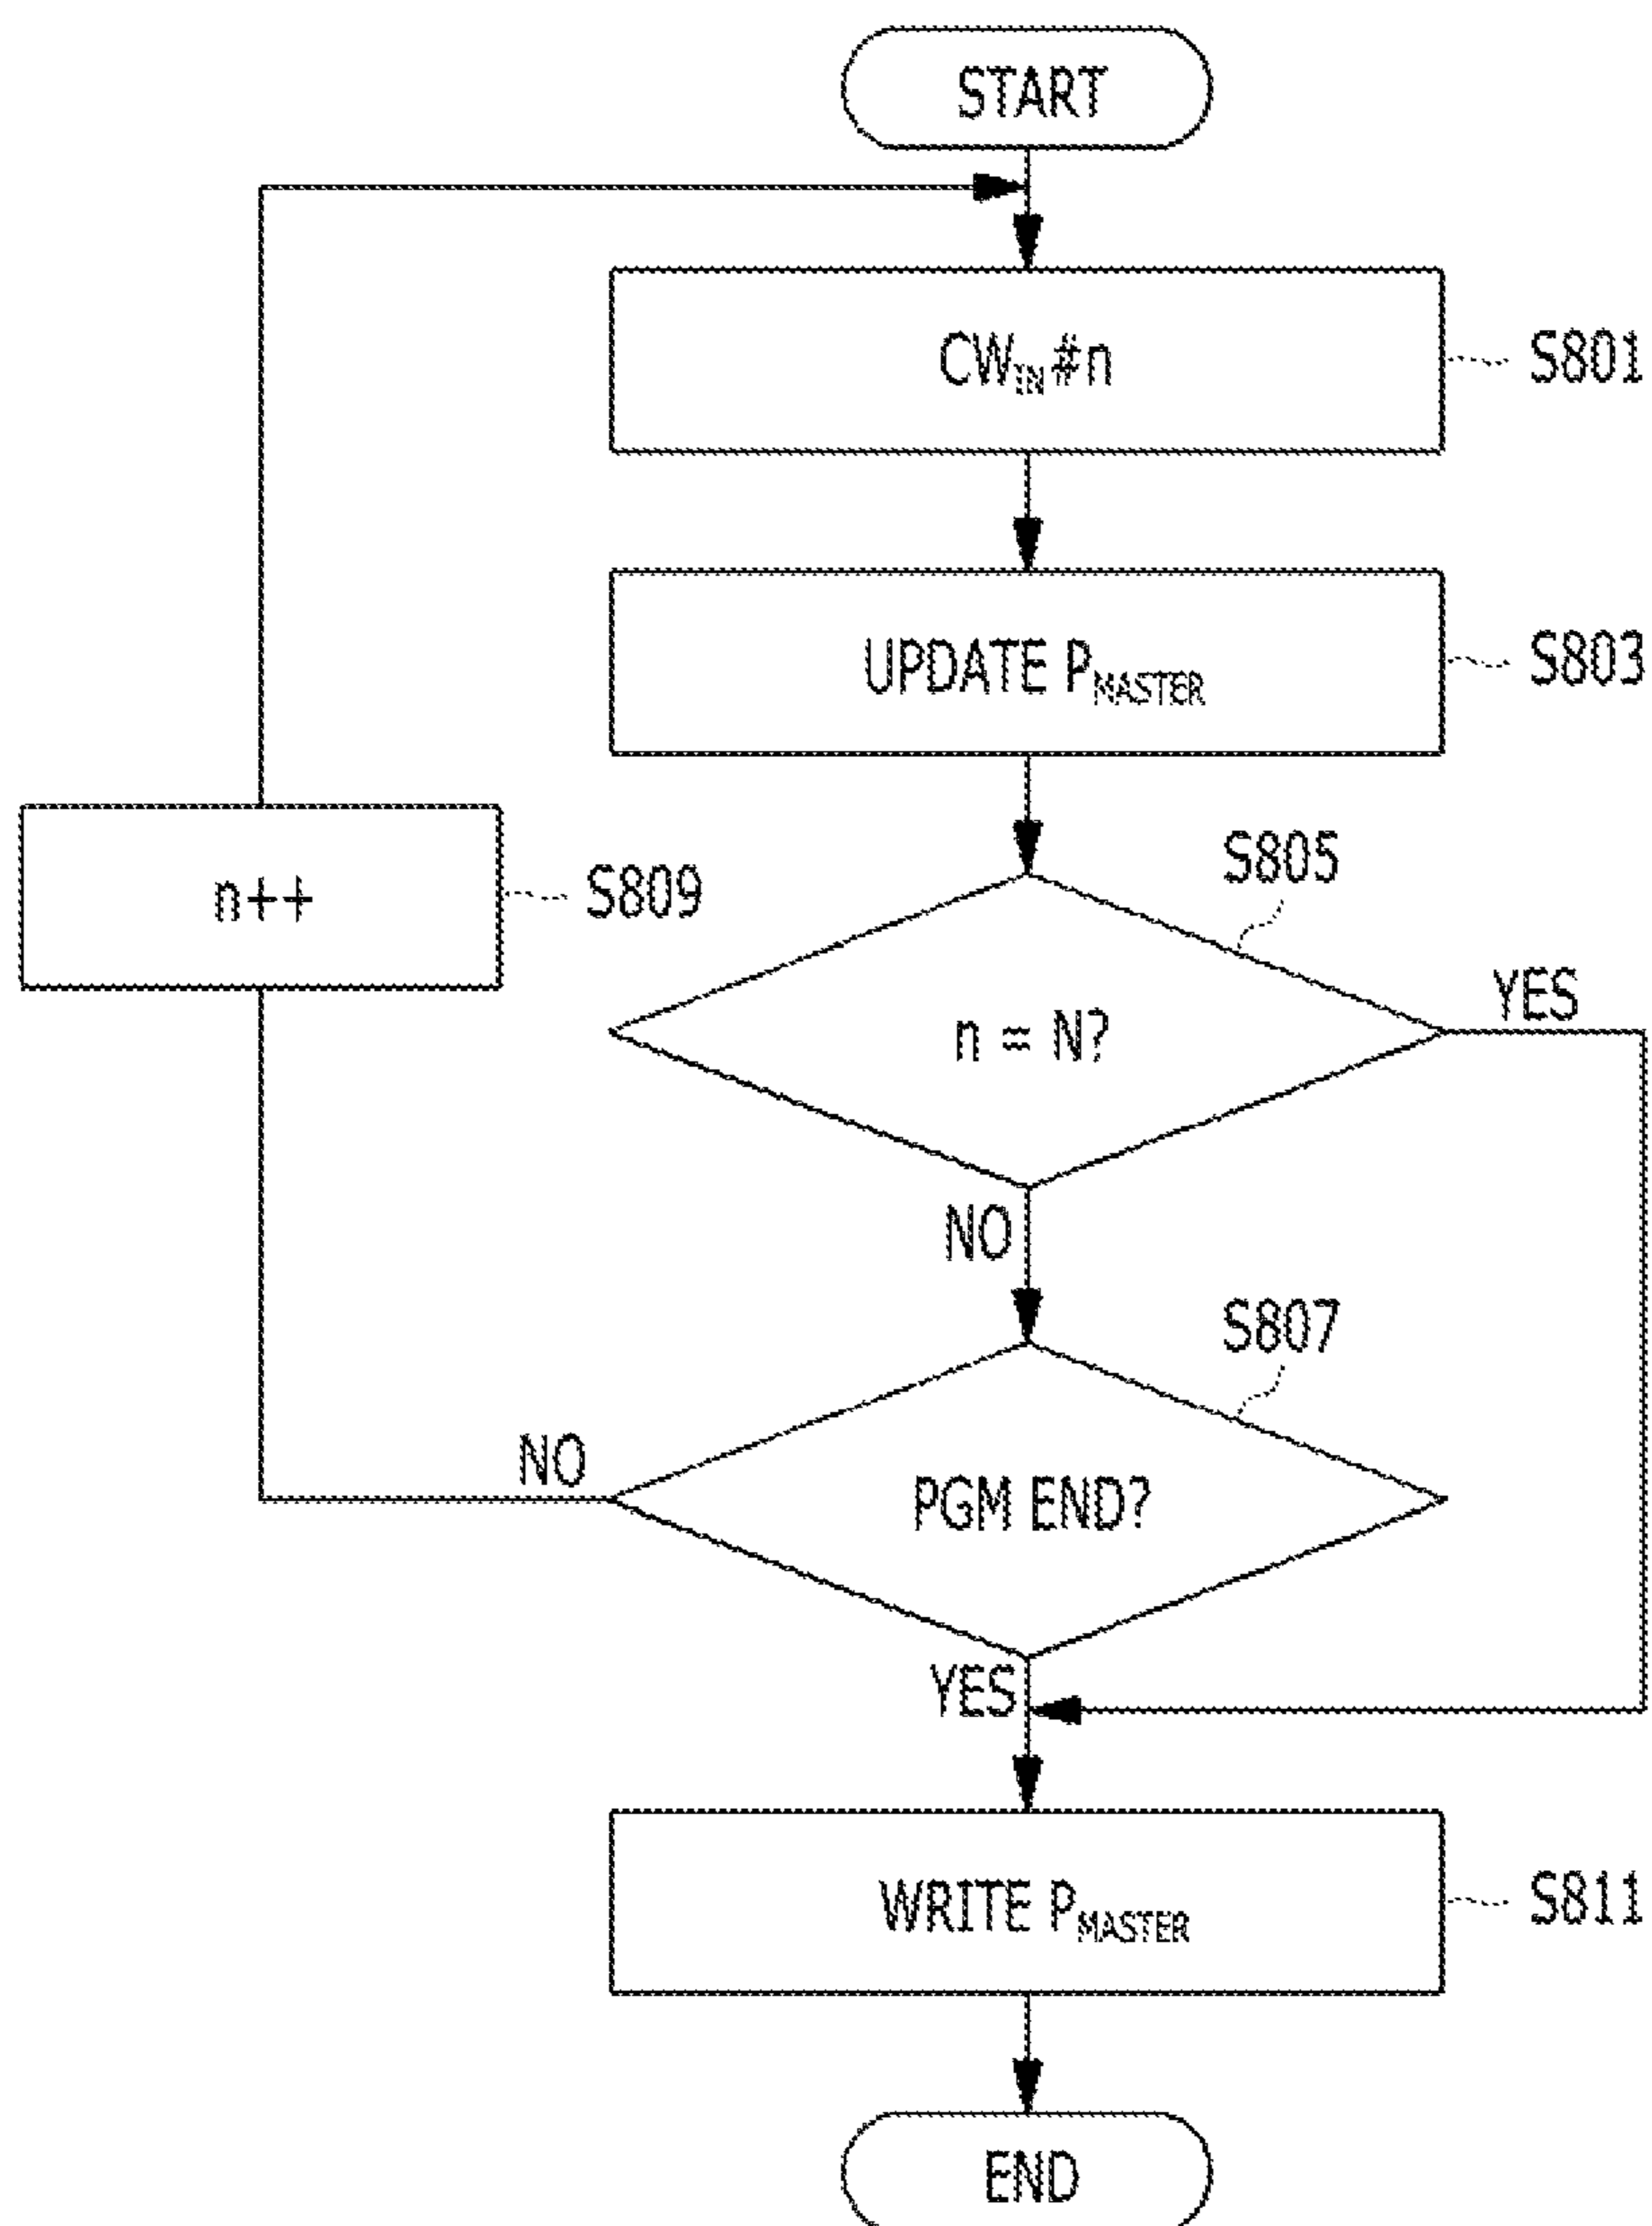 START
CW_IN#n
S801
UPDATE P_MASTER
S803
n++
S809
S805
n = N?
YES
NO
S807
PGM END?
NO
YES
WRITE P_MASTER
S811
END